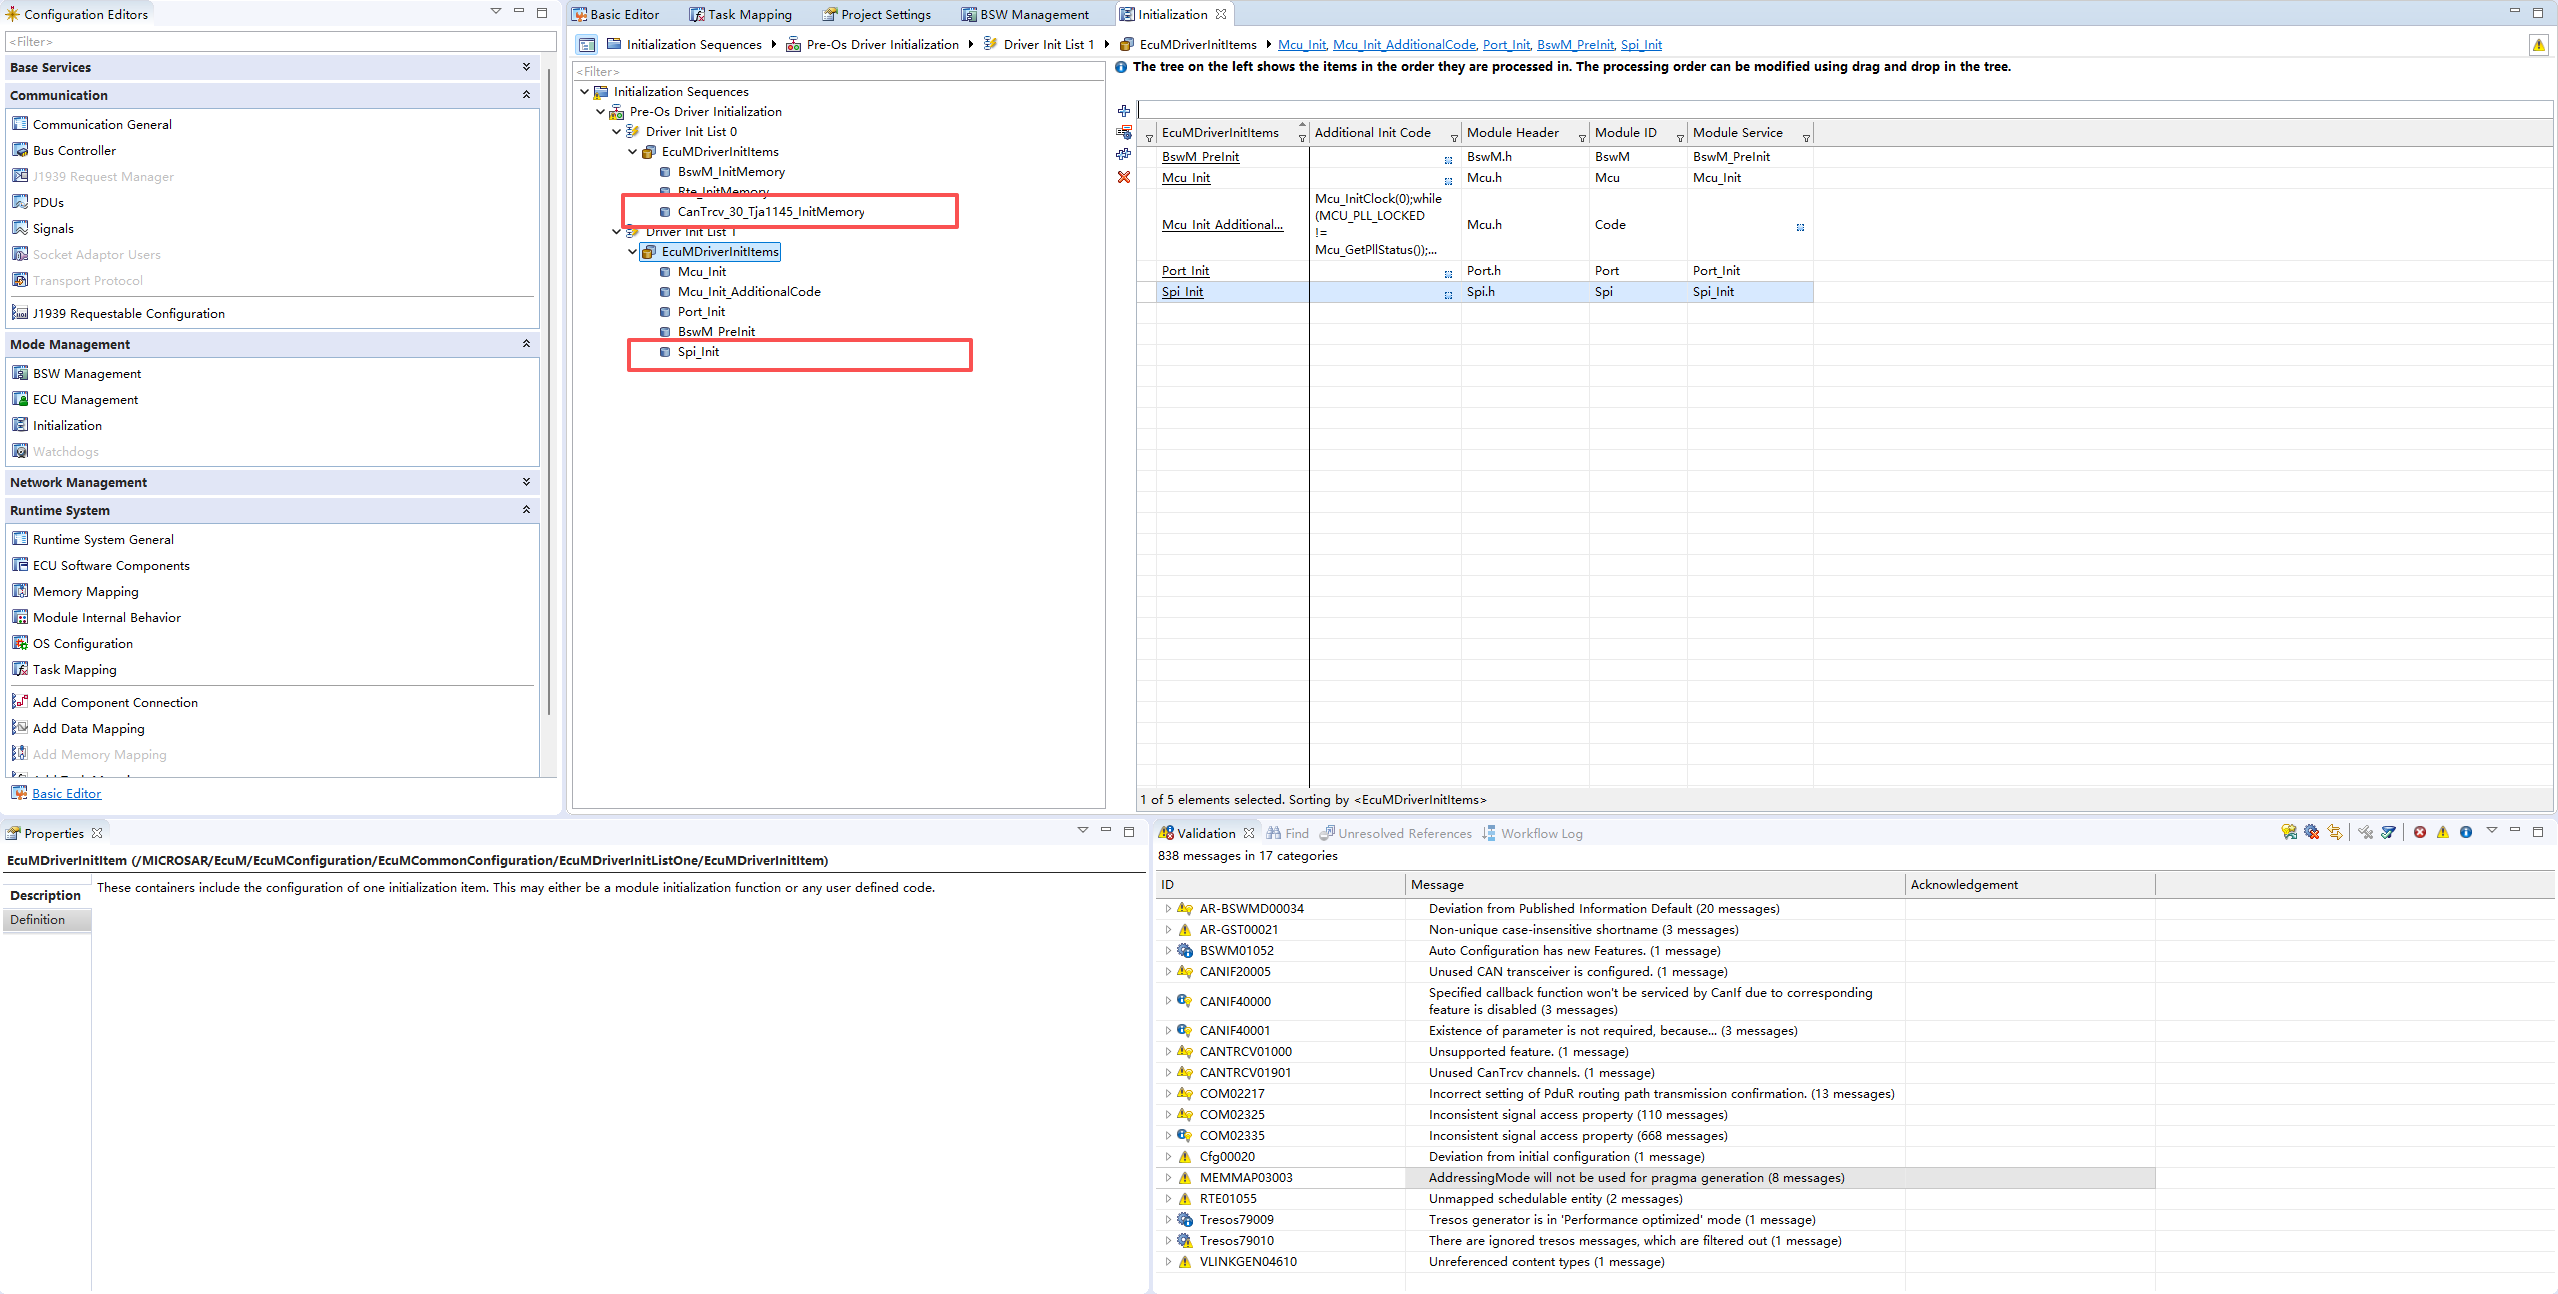 Configuration Editors
<Filter>
Base Services
Communication
Communication General
Bus Controller
J1939 Request Manager
PDUs
Signals
Socket Adaptor Users
Transport Protocol
J1939 Requestable Configuration
Mode Management
BSW Management
ECU Management
Initialization
Watchdogs
Network Management
Runtime System
Runtime System General
ECU Software Components
Memory Mapping
Module Internal Behavior
OS Configuration
Task Mapping
Add Component Connection
Add Data Mapping
Add Memory Mapping
Basic Editor
Basic Editor Task Mapping Project Settings BSW Management Initialization
Initialization Sequences Pre-Os Driver Initialization Driver Init List 1 EcuMDriverInitItems Mcu_Init, Mcu_Init_AdditionalCode, Port_Init, BswM_PreInit, Spi_Init
<Filter>
Initialization Sequences
Pre-Os Driver Initialization
Driver Init List 0
EcuMDriverInitItems
BswM_InitMemory
Rte_InitMemory
CanTrcv_30_Tja1145_InitMemory
Driver Init List 1
EcuMDriverInitItems
Mcu_Init
Mcu_Init_AdditionalCode
Port_Init
BswM_PreInit
Spi_Init
The tree on the left shows the items in the order they are processed in. The processing order can be modified using drag and drop in the tree.
EcuMDriverInitItems Additional Init Code Module Header Module ID Module Service
BswM_PreInit BswM.h BswM BswM_PreInit
Mcu_Init Mcu.h Mcu Mcu_Init
Mcu_Init_Additional... Mcu_InitClock(0);while
(MCU_PLL_LOCKED
!=
Mcu_GetPllStatus());... Mcu.h Code
Port_Init Port.h Port Port_Init
Spi_Init Spi.h Spi Spi_Init
1 of 5 elements selected. Sorting by <EcuMDriverInitItems>
Properties
EcuMDriverInitItem (/MICROSAR/EcuM/EcuMConfiguration/EcuMCommonConfiguration/EcuMDriverInitListOne/EcuMDriverInitItem)
Description
Definition
These containers include the configuration of one initialization item. This may either be a module initialization function or any user defined code.
Validation Find Unresolved References Workflow Log
838 messages in 17 categories
ID Message Acknowledgement
AR-BSWMD00034 Deviation from Published Information Default (20 messages)
AR-GST00021 Non-unique case-insensitive shortname (3 messages)
BSWM01052 Auto Configuration has new Features. (1 message)
CANIF20005 Unused CAN transceiver is configured. (1 message)
CANIF40000 Specified callback function won't be serviced by CanIf due to corresponding
feature is disabled (3 messages)
CANIF40001 Existence of parameter is not required, because... (3 messages)
CANTRCV01000 Unsupported feature. (1 message)
CANTRCV01901 Unused CanTrcv channels. (1 message)
COM02217 Incorrect setting of PduR routing path transmission confirmation. (13 messages)
COM02325 Inconsistent signal access property (110 messages)
COM02335 Inconsistent signal access property (668 messages)
Cfg00020 Deviation from initial configuration (1 message)
MEMMAP03003 AddressingMode will not be used for pragma generation (8 messages)
RTE01055 Unmapped schedulable entity (2 messages)
Tresos79009 Tresos generator is in 'Performance optimized' mode (1 message)
Tresos79010 There are ignored tresos messages, which are filtered out (1 message)
VLINKGEN04610 Unreferenced content types (1 message)